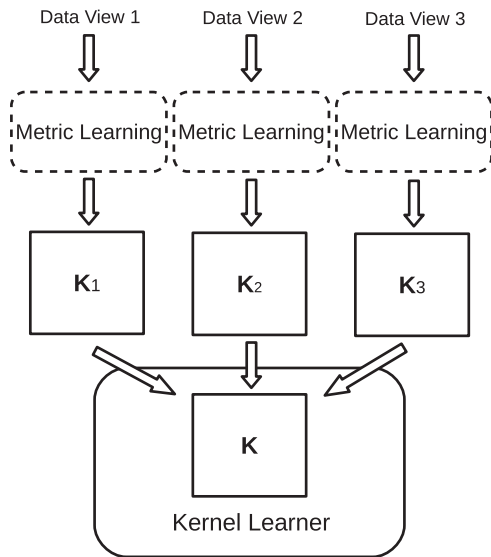 Data View 1 Data View 2 Data View 3
Metric Learning Metric Learning Metric Learning
K1 K2 K3
K
Kernel Learner